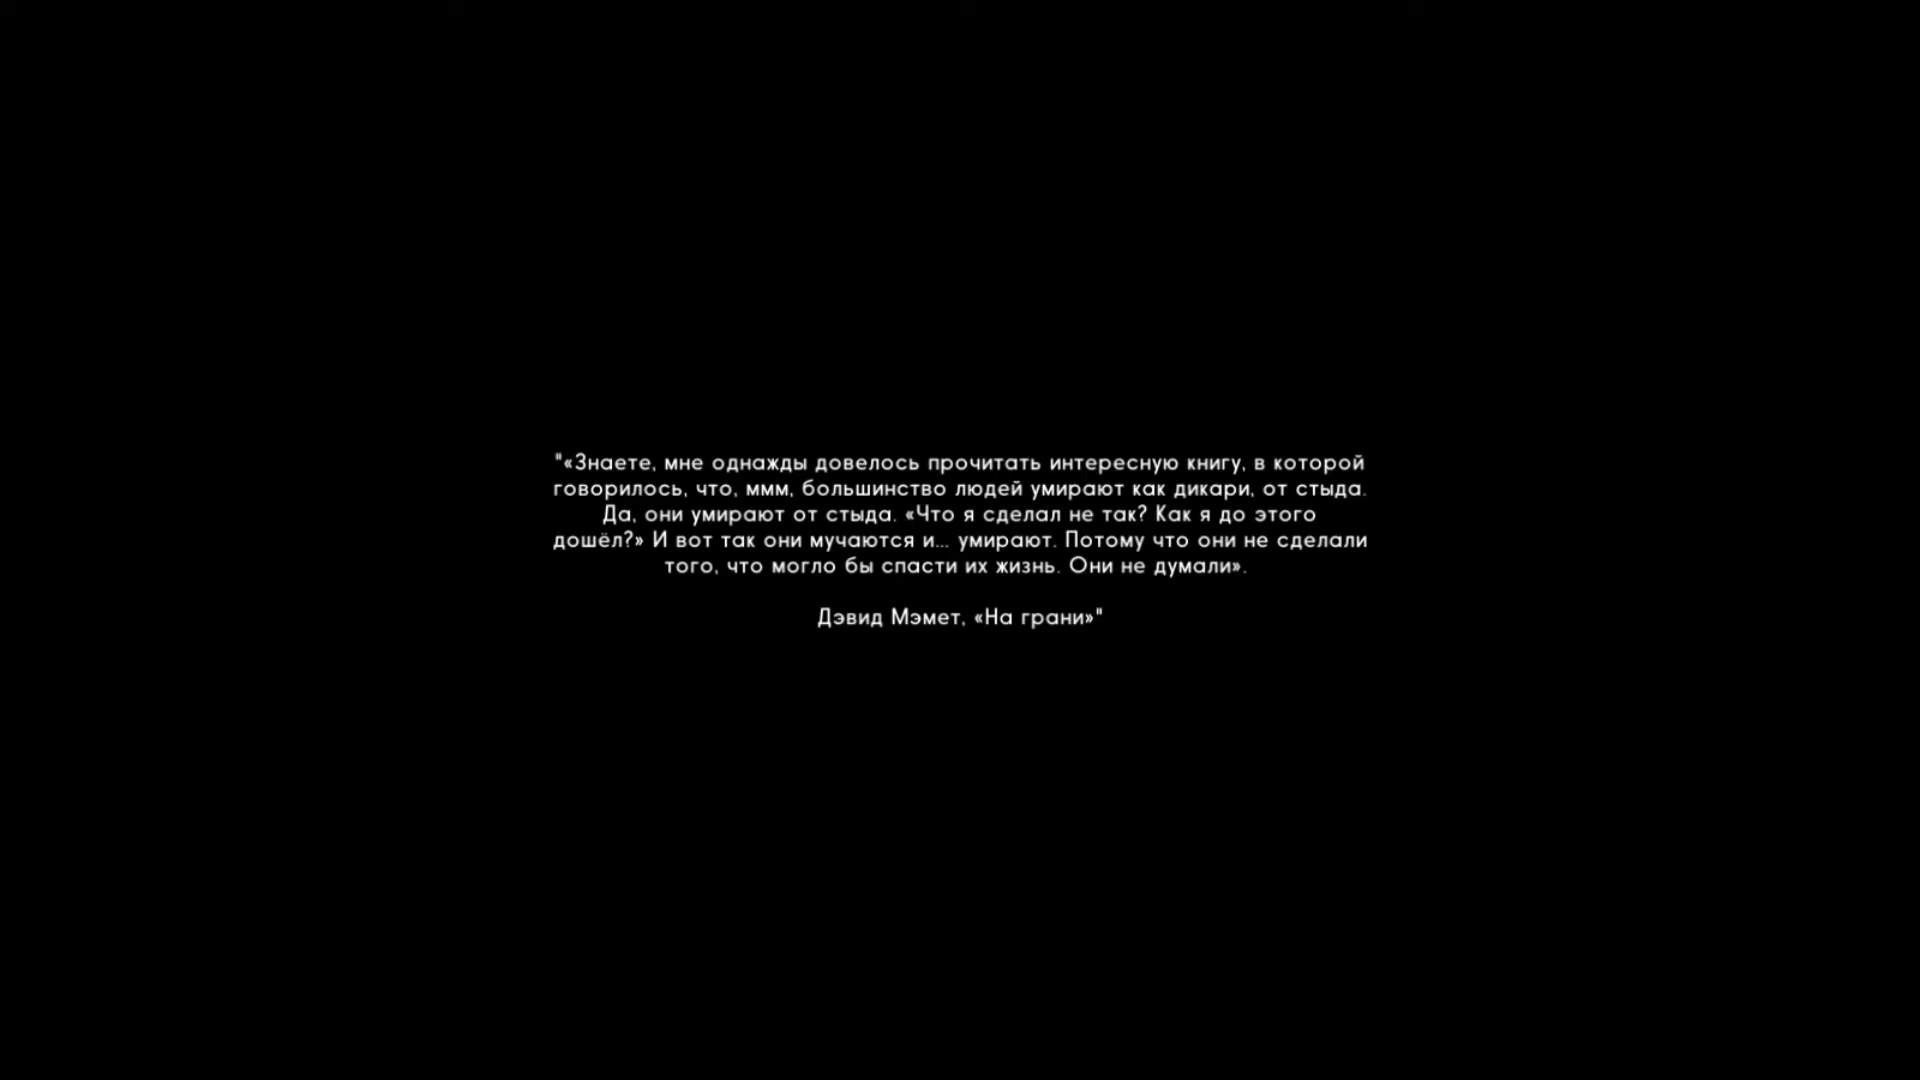 "«Знаете, мне однажды довелось прочитать интересную книгу, в которой
говорилось, что, ммм, большинство людей умирают как дикари, от стыда.
Да, они умирают от стыда. «Что я сделал не так? Как я до этого
дошёл?» И вот так они мучаются и... умирают. Потому что они не сделали
того, что могло бы спасти их жизнь. Они не думали».
Дэвид Мэмет, «На грани»"